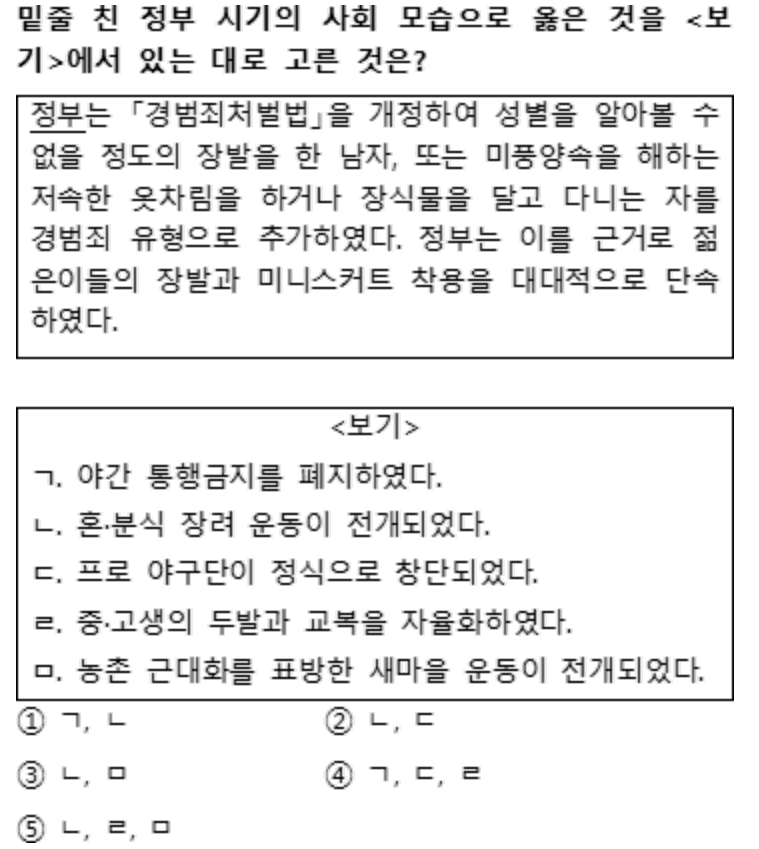 밑줄 친 정부 시기의 사회 모습으로 옳은 것을 <보
기>에서 있는 대로 고른 것은?
정부는 「경범죄처벌법」을 개정하여 성별을 알아볼 수
없을 정도의 장발을 한 남자, 또는 미풍양속을 해하는
저속한 옷차림을 하거나 장식물을 달고 다니는 자를
경범죄 유형으로 추가하였다. 정부는 이를 근거로 젊
은이들의 장발과 미니스커트 착용을 대대적으로 단속
하였다.
<보기>
ㄱ. 야간 통행금지를 폐지하였다.
ㄴ. 혼·분식 장려 운동이 전개되었다.
ㄷ. 프로 야구단이 정식으로 창단되었다.
ㄹ. 중·고생의 두발과 교복을 자율화하였다.
ㅁ. 농촌 근대화를 표방한 새마을 운동이 전개되었다.
① ㄱ, ㄴ ② ㄴ, ㄷ
③ ㄴ, ㅁ ④ ㄱ, ㄷ, ㄹ
⑤ ㄴ, ㄹ, ㅁ